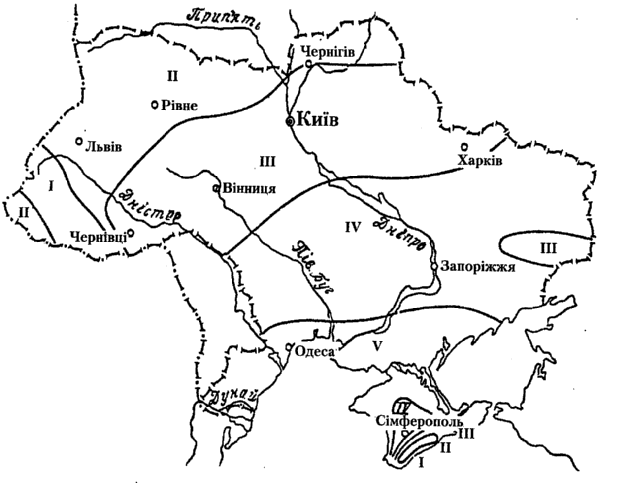 Прип'ять
Чернігів
II
Рівне
Київ
Львів
Харків
III
I
Вінниця
II
Дністер
Чернівці
IV
Дніпро
III
Пів. Буг
Запоріжжя
V
Одеса
Дунай
II
Сімферополь
III
II
I